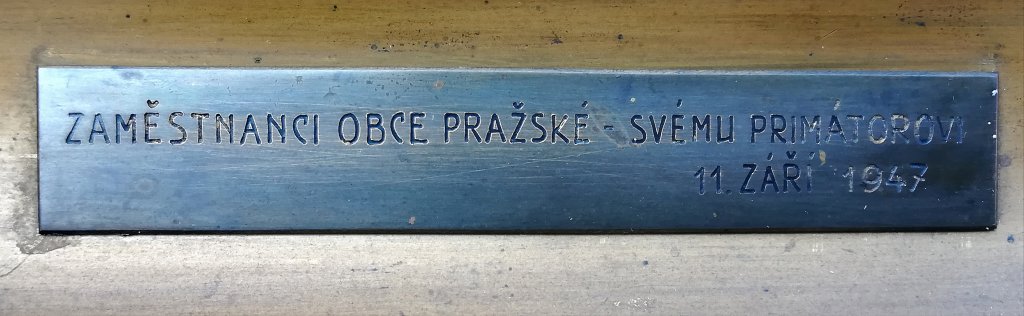 ZAMĚSTNANCI OBCE PRAŽSKÉ - SVÉMU PRIMÁTOROVI
11. ZÁŘÍ 1947